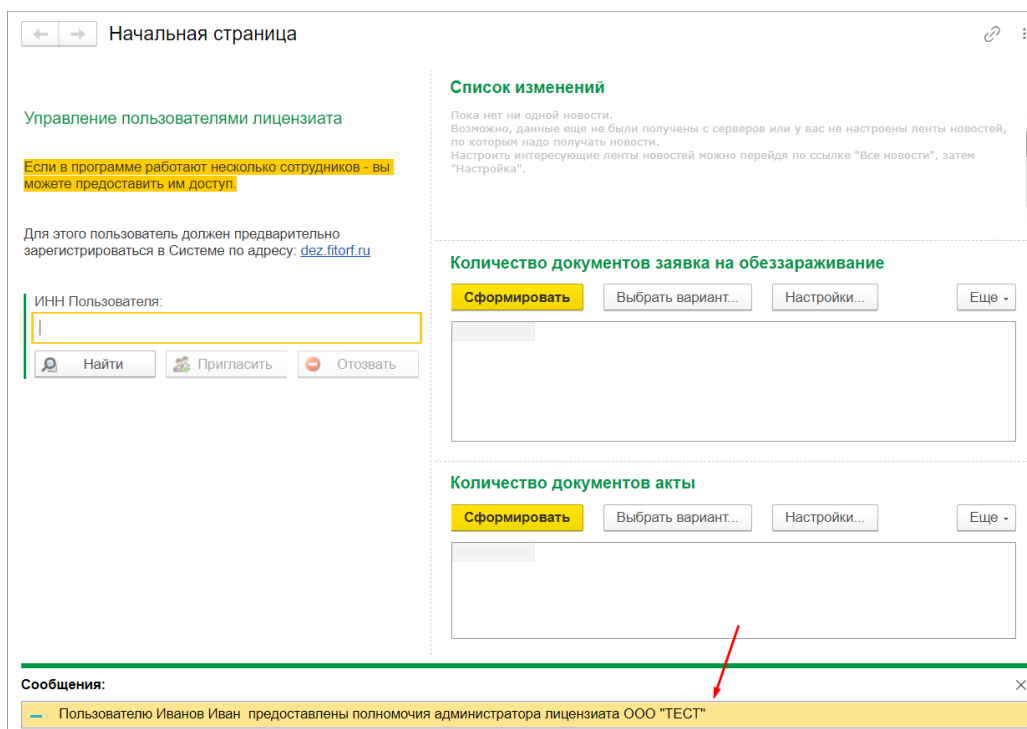 Начальная страница
Управление пользователями лицензиата
Если в программе работают несколько сотрудников - вы
можете предоставить им доступ.
Для этого пользователь должен предварительно
зарегистрироваться в Системе по адресу: dez.fitorf.ru
ИНН Пользователя:
Найти
Пригласить
Отозвать
Список изменений
Пока нет ни одной новости.
Возможно, данные еще не были получены с серверов или у вас не настроены ленты новостей,
по которым надо получать новости.
Настроить интересующие ленты новостей можно перейдя по ссылке "Все новости", затем
"Настройка".
Количество документов заявка на обеззараживание
Сформировать
Выбрать вариант...
Настройки...
Еще
Количество документов акты
Сформировать
Выбрать вариант...
Настройки...
Еще
Сообщения:
Пользователю Иванов Иван предоставлены полномочия администратора лицензиата ООО "ТЕСТ"